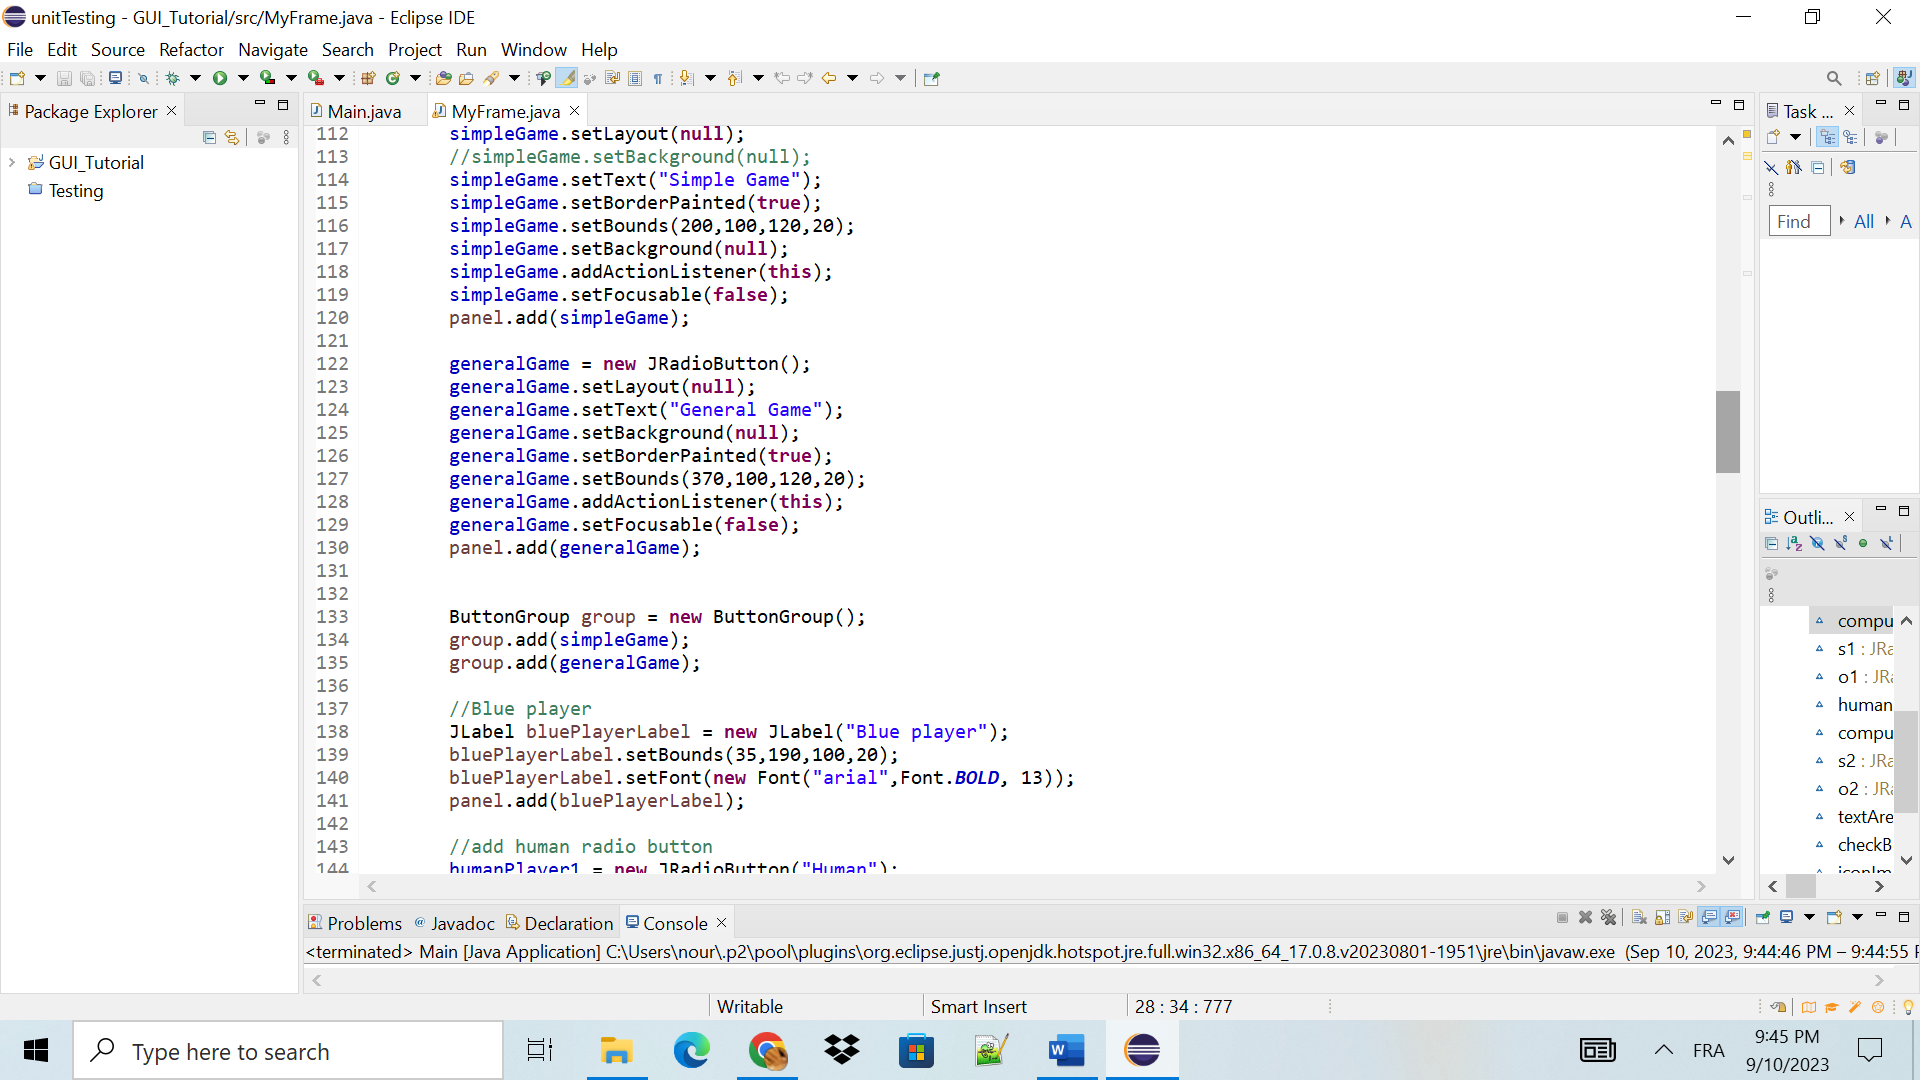 unitTesting - GUI_Tutorial/src/MyFrame.java - Eclipse IDE
File Edit Source Refactor Navigate Search Project Run Window Help
Package Explorer
GUI_Tutorial
Testing
Main.java
MyFrame.java
112 simpleGame.setLayout(null);
113 //simpleGame.setBackground(null);
114 simpleGame.setText("Simple Game");
115 simpleGame.setBorderPainted(true);
116 simpleGame.setBounds(200,100,120,20);
117 simpleGame.setBackground(null);
118 simpleGame.addActionListener(this);
119 simpleGame.setFocusable(false);
120 panel.add(simpleGame);
121
122 generalGame = new JRadioButton();
123 generalGame.setLayout(null);
124 generalGame.setText("General Game");
125 generalGame.setBackground(null);
126 generalGame.setBorderPainted(true);
127 generalGame.setBounds(370,100,120,20);
128 generalGame.addActionListener(this);
129 generalGame.setFocusable(false);
130 panel.add(generalGame);
131
132
133 ButtonGroup group = new ButtonGroup();
134 group.add(simpleGame);
135 group.add(generalGame);
136
137 //Blue player
138 JLabel bluePlayerLabel = new JLabel("Blue player");
139 bluePlayerLabel.setBounds(35,190,100,20);
140 bluePlayerLabel.setFont(new Font("arial",Font.BOLD, 13));
141 panel.add(bluePlayerLabel);
142
143 //add human radio button
144 humanPlayer1 = new JRadioButton("Human");
Task ...
Find All A
Outli...
compu
s1 : JRa
o1 : JRa
human
compu
s2 : JRa
o2 : JRa
textAre
checkB
iconIm
Problems @ Javadoc Declaration Console
<terminated> Main [Java Application] C:\Users\nour\.p2\pool\plugins\org.eclipse.justj.openjdk.hotspot.jre.full.win32.x86_64_17.0.8.v20230801-1951\jre\bin\javaw.exe (Sep 10, 2023, 9:44:46 PM – 9:44:55 P
Writable Smart Insert 28 : 34 : 777
Type here to search
FRA
9:45 PM
9/10/2023